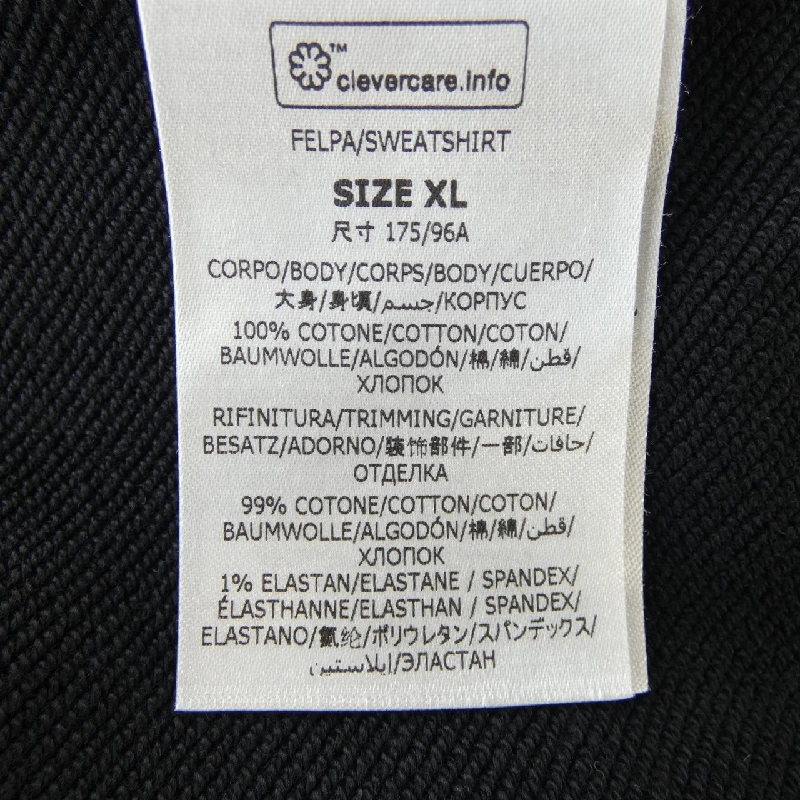 ™
clevercare.info
FELPA/SWEATSHIRT
SIZE XL
尺寸 175/96A
CORPO/BODY/CORPS/BODY/CUERPO/
大身/身頃/جسم/КОРПУС
100% COTONE/COTTON/COTON/
BAUMWOLLE/ALGODÓN/棉/綿/قطن/
ХЛОПОК
RIFINITURA/TRIMMING/GARNITURE/
BESATZ/ADORNO/装饰部件/一部/حافات/
ОТДЕЛКА
99% COTONE/COTTON/COTON/
BAUMWOLLE/ALGODÓN/棉/綿/قطن/
ХЛОПОК
1% ELASTAN/ELASTANE / SPANDEX/
ÉLASTHANNE/ELASTHAN / SPANDEX/
ELASTANO/氨纶/ポリウレタン/スパンデックス/
إيلاستين/ЭЛАСТАН